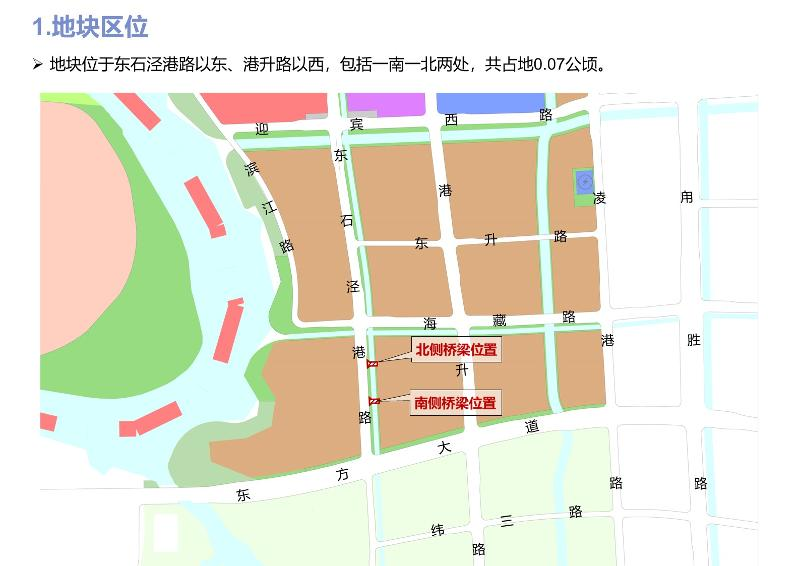 1.地块区位
➢ 地块位于东石泾港路以东、港升路以西，包括一南一北两处，共占地0.07公顷。
迎宾西路
滨江路
东石泾港路
港升路
凌港路
甪胜路
东升路
海藏路
北侧桥梁位置
南侧桥梁位置
东方大道
纬三路